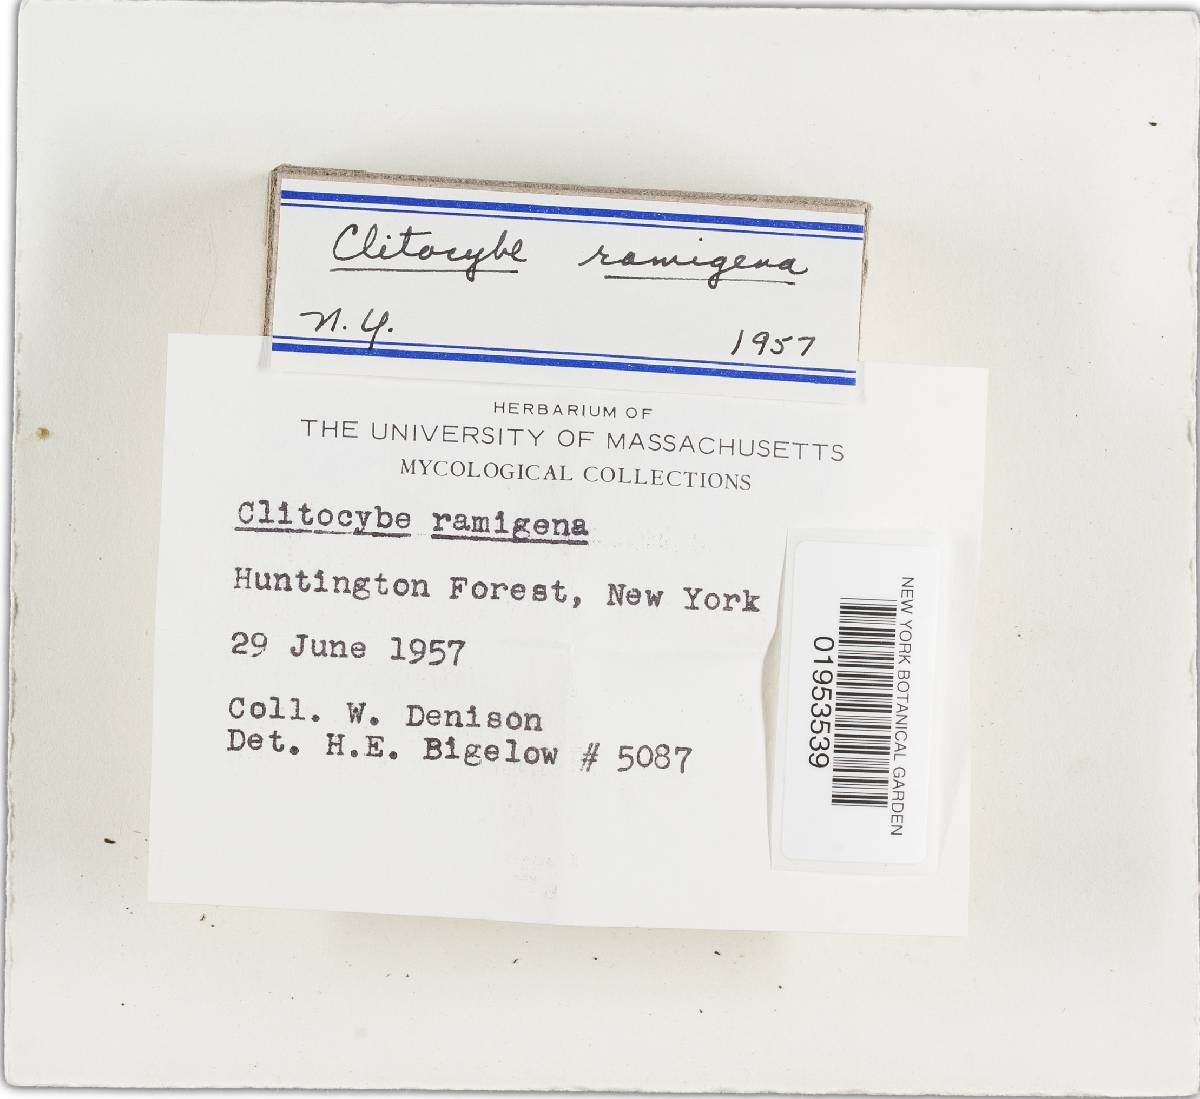 Clitocybe ramigena
N.Y. 1957
HERBARIUM OF
THE UNIVERSITY OF MASSACHUSETTS
MYCOLOGICAL COLLECTIONS
Clitocybe ramigena
Huntington Forest, New York
29 June 1957
Coll. W. Denison
Det. H.E. Bigelow # 5087
NEW YORK BOTANICAL GARDEN
01953539